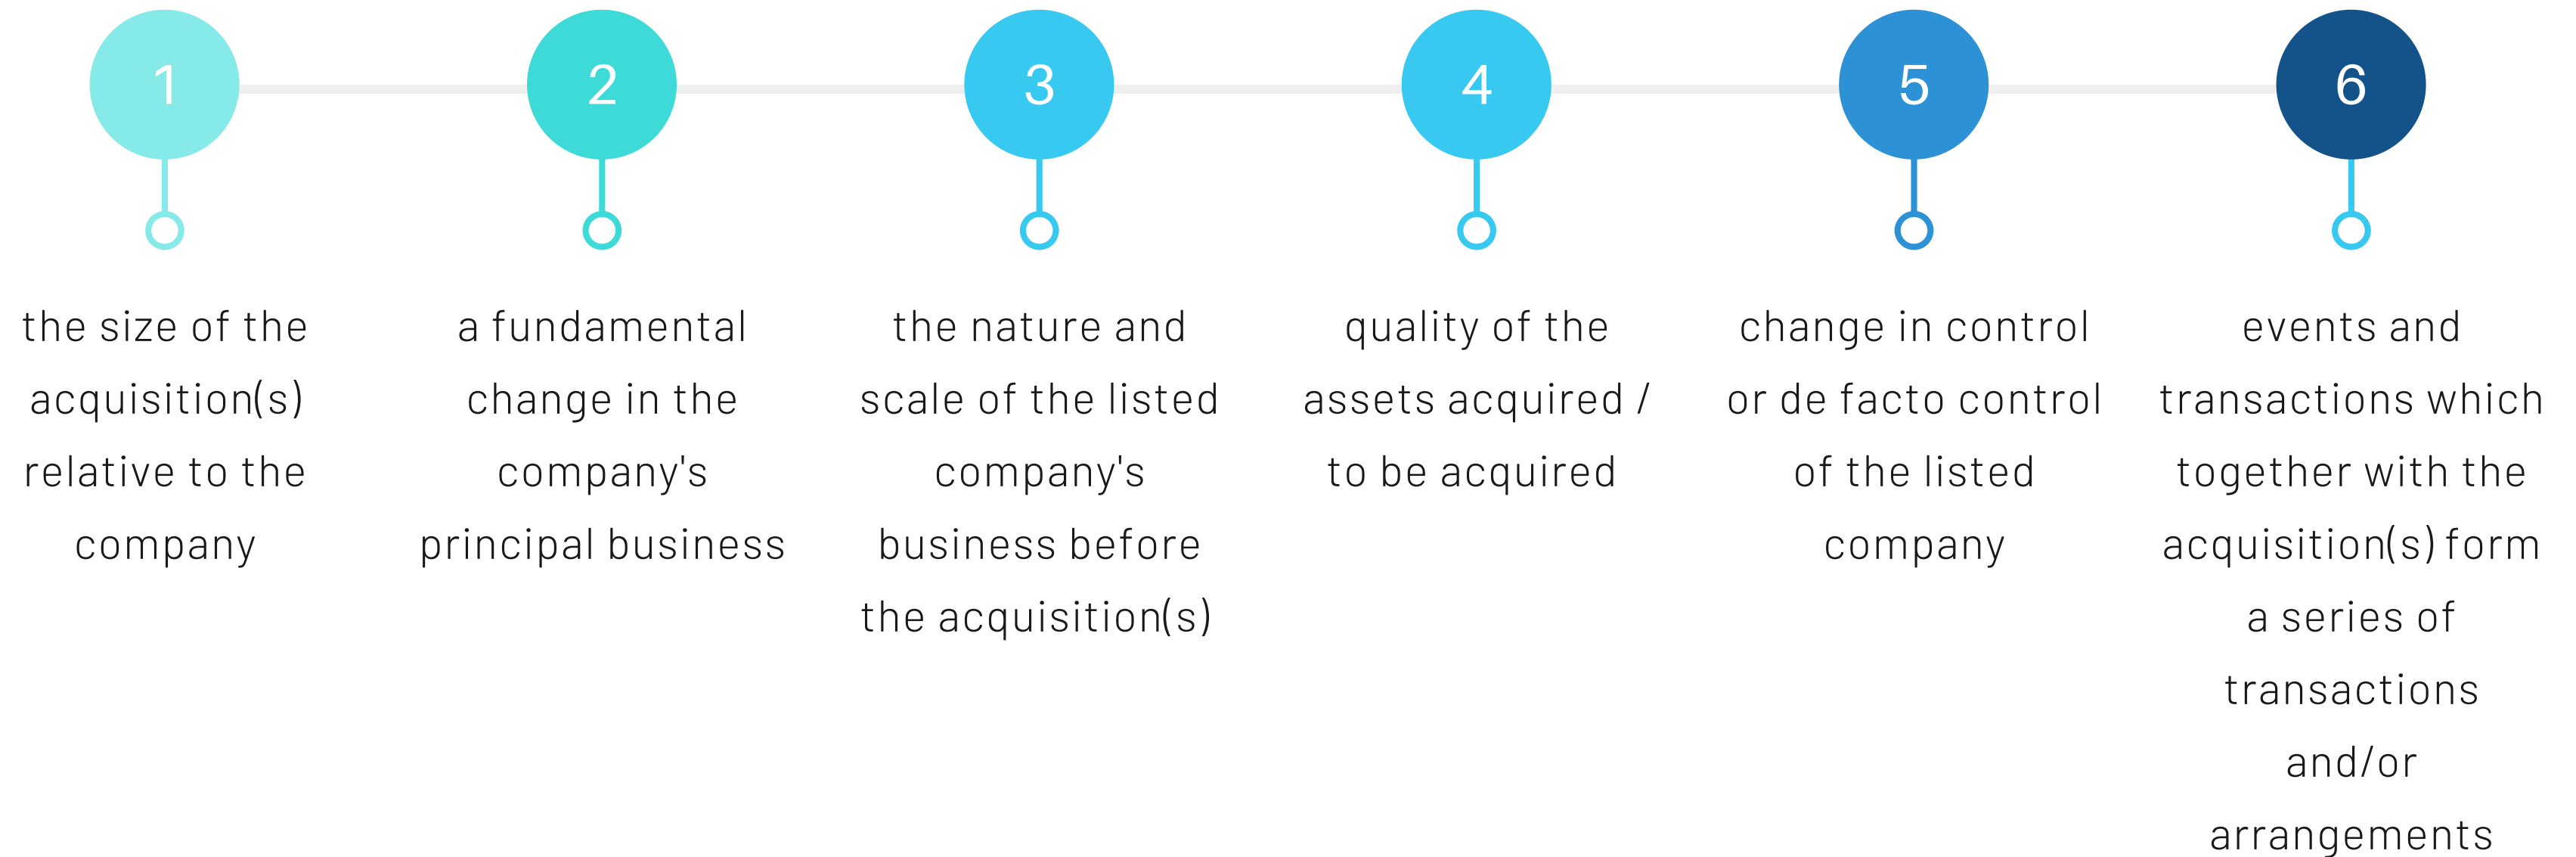 1
the size of the
acquisition(s)
relative to the
company
2
a fundamental
change in the
company's
principal business
3
the nature and
scale of the listed
company's
business before
the acquisition(s)
4
quality of the
assets acquired /
to be acquired
5
change in control
or de facto control
of the listed
company
6
events and
transactions which
together with the
acquisition(s) form
a series of
transactions
and/or
arrangements